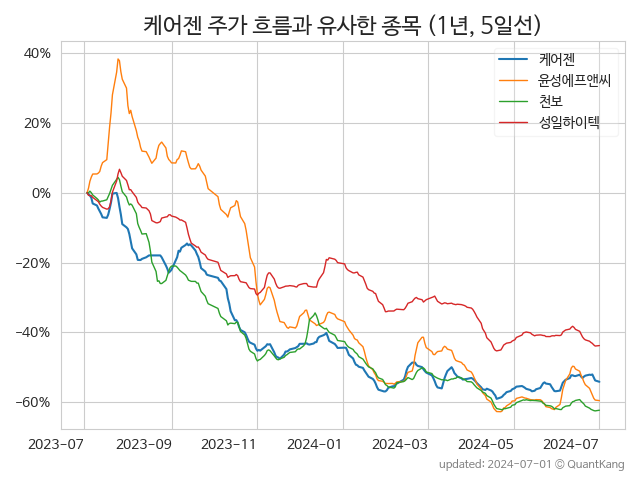 케어젠 주가 흐름과 유사한 종목 (1년, 5일선)
케어젠
윤성에프앤씨
천보
성일하이텍
40%
20%
0%
−20%
−40%
−60%
2023-07 2023-09 2023-11 2024-01 2024-03 2024-05 2024-07
updated: 2024-07-01 © QuantKang